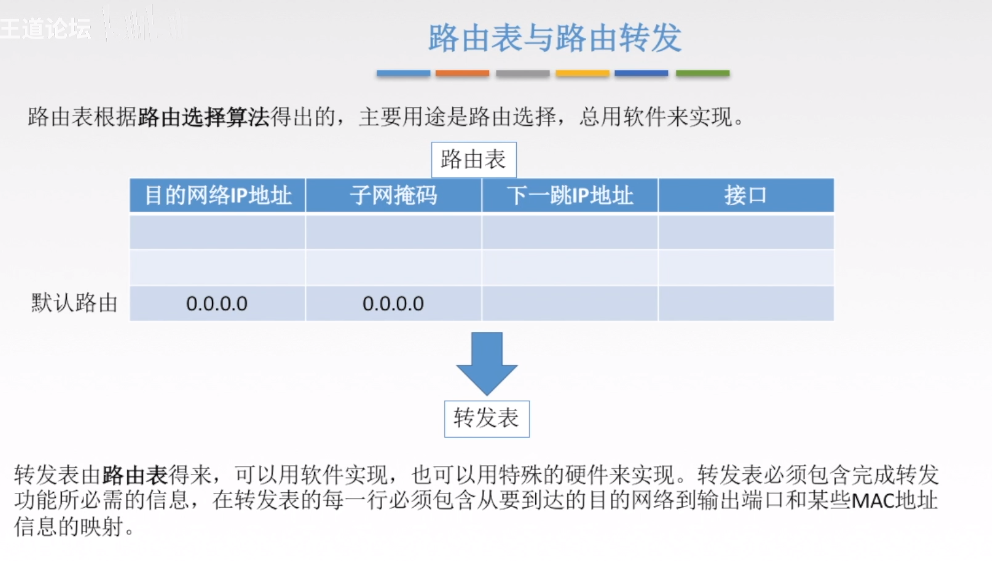 王道论坛
路由表与路由转发
路由表根据路由选择算法得出的，主要用途是路由选择，总用软件来实现。
路由表
目的网络IP地址 子网掩码 下一跳IP地址 接口
默认路由 0.0.0.0 0.0.0.0
转发表
转发表由路由表得来，可以用软件实现，也可以用特殊的硬件来实现。转发表必须包含完成转发
功能所必需的信息，在转发表的每一行必须包含从要到达的目的网络到输出端口和某些MAC地址
信息的映射。